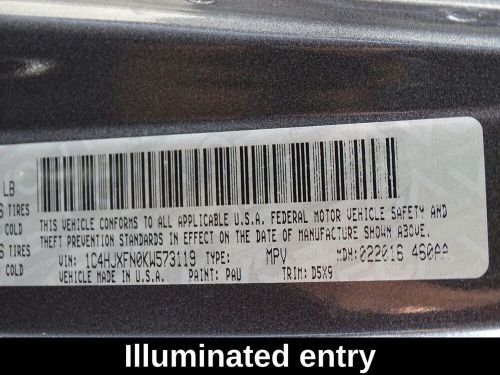 LB
TIRES
COLD
THIS VEHICLE CONFORMS TO ALL APPLICABLE U.S.A. FEDERAL MOTOR VEHICLE SAFETY AND
TIRES
THEFT PREVENTION STANDARDS IN EFFECT ON THE DATE OF MANUFACTURE SHOWN ABOVE.
COLD
VIN: 1C4HJXFN0KW573119 TYPE: MPV MDH: 022016 460AA
VEHICLE MADE IN U.S.A. PAINT: PAU TRIM: D5X9
Illuminated entry